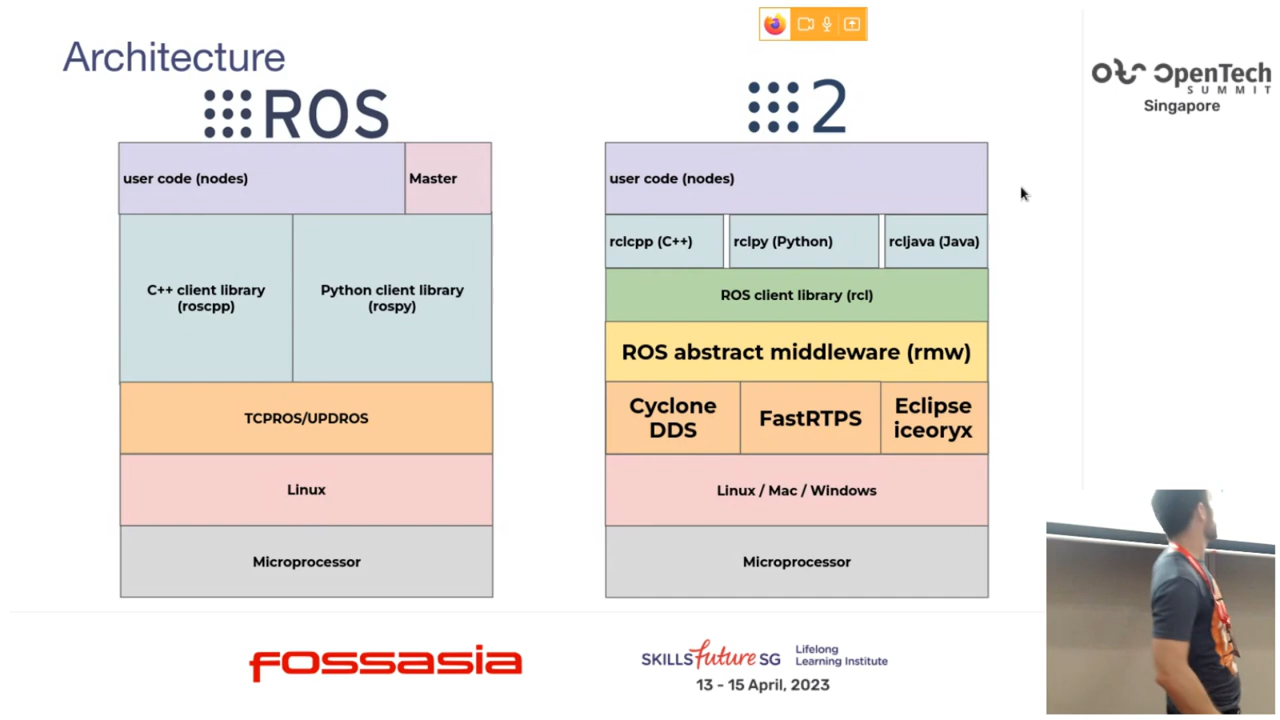 Architecture
ROS
2
OpenTech
SUMMIT
Singapore
user code (nodes)
Master
C++ client library
(roscpp)
Python client library
(rospy)
TCPROS/UPDROS
Linux
Microprocessor
user code (nodes)
rclcpp (C++)
rclpy (Python)
rcljava (Java)
ROS client library (rcl)
ROS abstract middleware (rmw)
Cyclone
DDS
FastRTPS
Eclipse
iceoryx
Linux / Mac / Windows
Microprocessor
fossasia
SKILLS future SG
Lifelong
Learning Institute
13 - 15 April, 2023